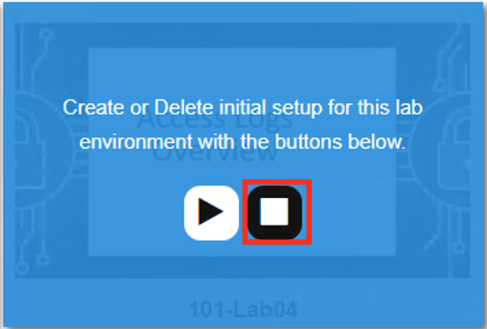 Create or Delete initial setup for this lab
Access Logs
environment with the buttons below.
Overview
101-Lab04